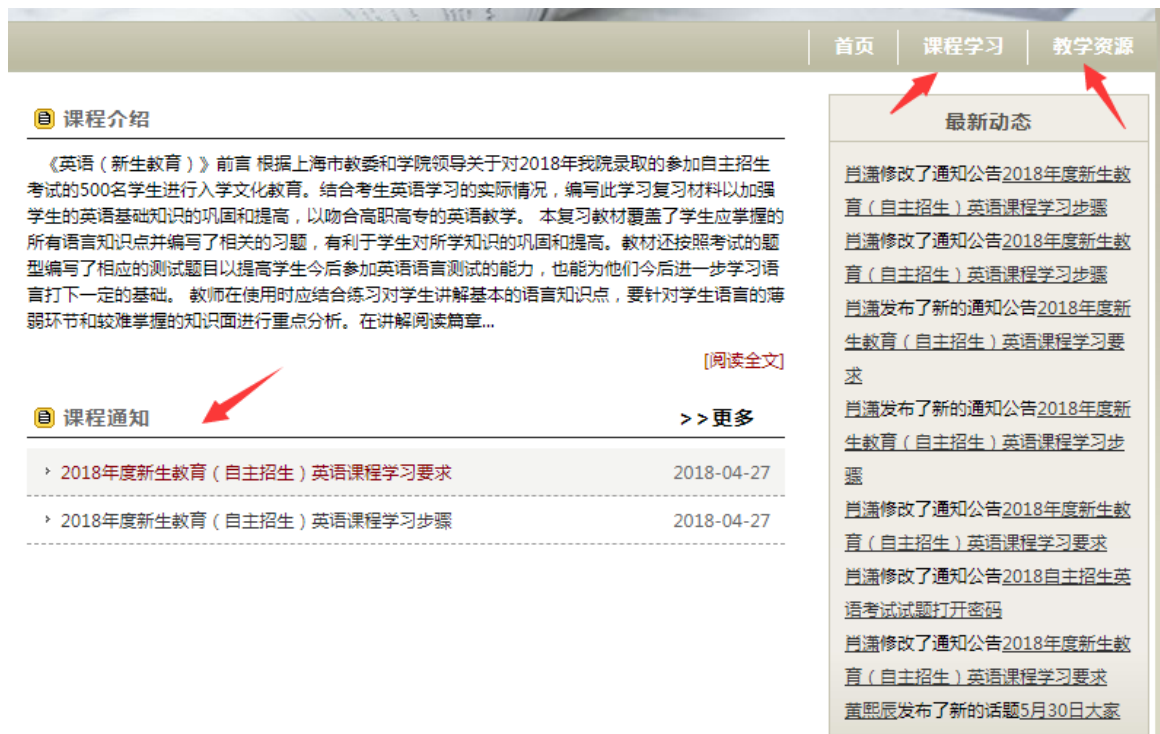 首页
课程学习
教学资源
课程介绍
《英语（新生教育）》前言 根据上海市教委和学院领导关于对2018年我院录取的参加自主招生
考试的500名学生进行入学文化教育。结合考生英语学习的实际情况，编写此学习复习材料以加强
学生的英语基础知识的巩固和提高，以吻合高职高专的英语教学。 本复习教材覆盖了学生应掌握的
所有语言知识点并编写了相关的习题，有利于学生对所学知识的巩固和提高。教材还按照考试的题
型编写了相应的测试题目以提高学生今后参加英语语言测试的能力，也能为他们今后进一步学习语
言打下一定的基础。 教师在使用时应结合练习对学生讲解基本的语言知识点，要针对学生语言的薄
弱环节和较难掌握的知识面进行重点分析。在讲解阅读篇章...
[阅读全文]
课程通知
>>更多
2018年度新生教育（自主招生）英语课程学习要求 2018-04-27
2018年度新生教育（自主招生）英语课程学习步骤 2018-04-27
最新动态
肖潇修改了通知公告2018年度新生教
育（自主招生）英语课程学习步骤
肖潇修改了通知公告2018年度新生教
育（自主招生）英语课程学习步骤
肖潇发布了新的通知公告2018年度新
生教育（自主招生）英语课程学习要
求
肖潇发布了新的通知公告2018年度新
生教育（自主招生）英语课程学习步
骤
肖潇修改了通知公告2018年度新生教
育（自主招生）英语课程学习要求
肖潇修改了通知公告2018自主招生英
语考试试题打开密码
肖潇修改了通知公告2018年度新生教
育（自主招生）英语课程学习要求
黄熙辰发布了新的话题5月30日大家